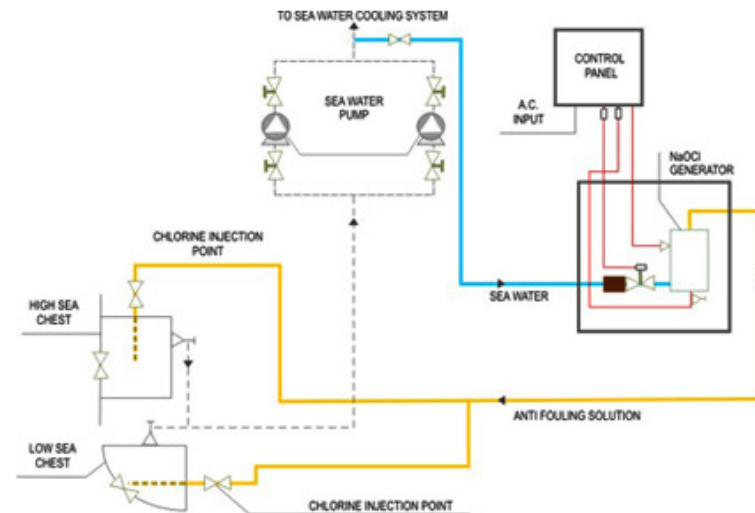 TO SEA WATER COOLING SYSTEM
CONTROL
PANEL
SEA WATER
PUMP
A.C.
INPUT
NaOCl
GENERATOR
CHLORINE INJECTION
POINT
SEA WATER
HIGH SEA
CHEST
ANTI FOULING SOLUTION
LOW SEA
CHEST
CHLORINE INJECTION POINT